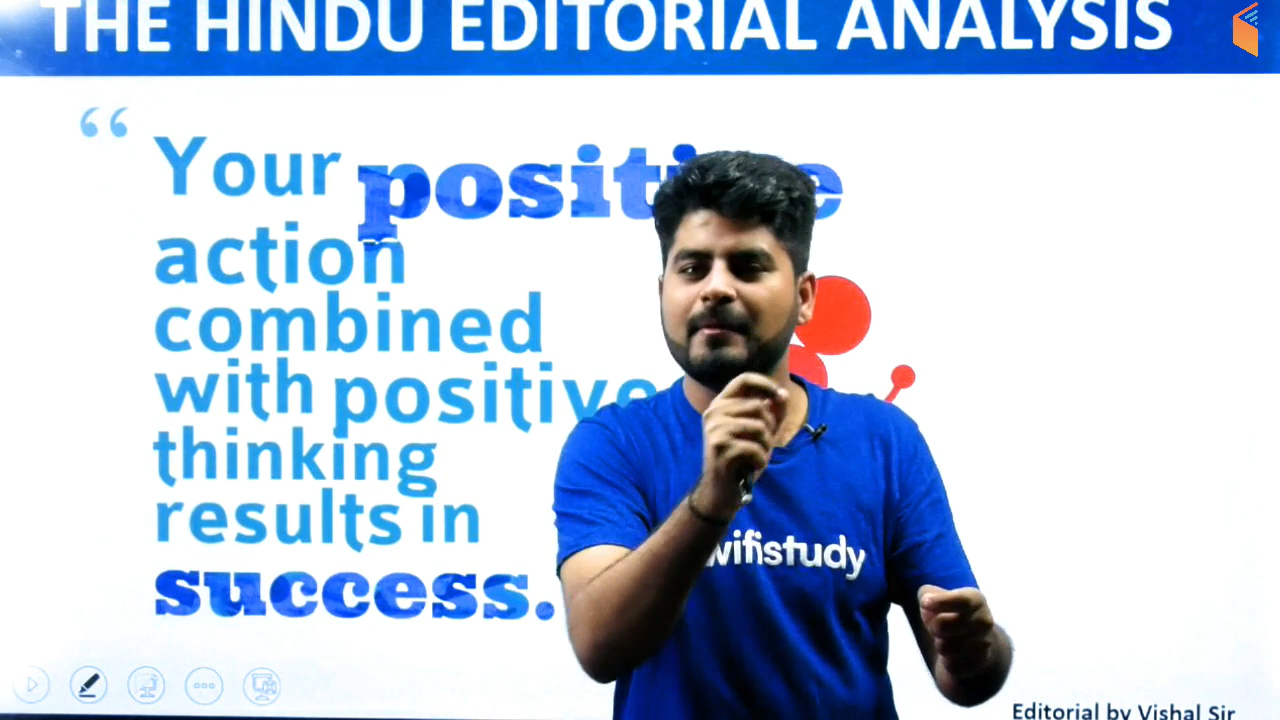 THE HINDU EDITORIAL ANALYSIS
“ Your positive
action
combined
with positive
thinking
results in
success.
wifistudy
Editorial by Vishal Sir